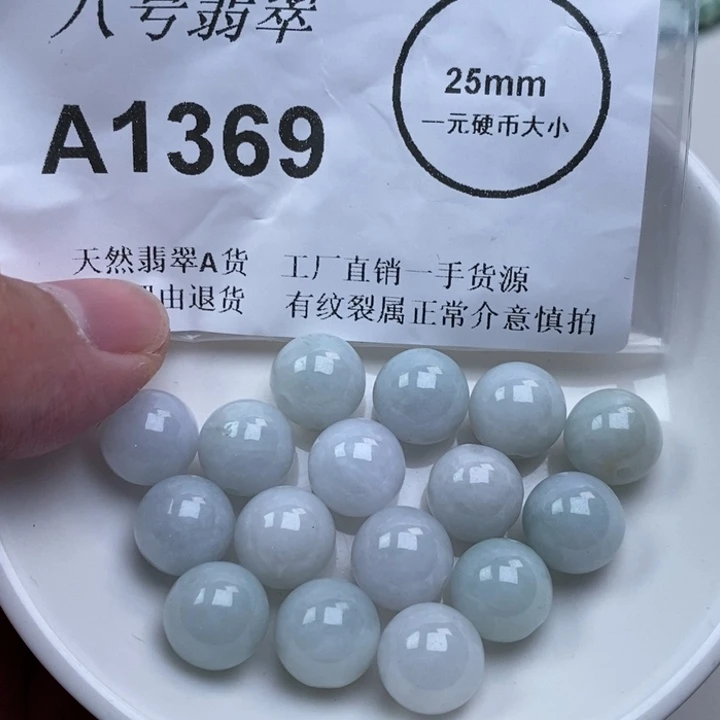 八号翡翠
A1369
25mm
一元硬币大小
天然翡翠A货 工厂直销一手货源
由退货 有纹裂属正常介意慎拍